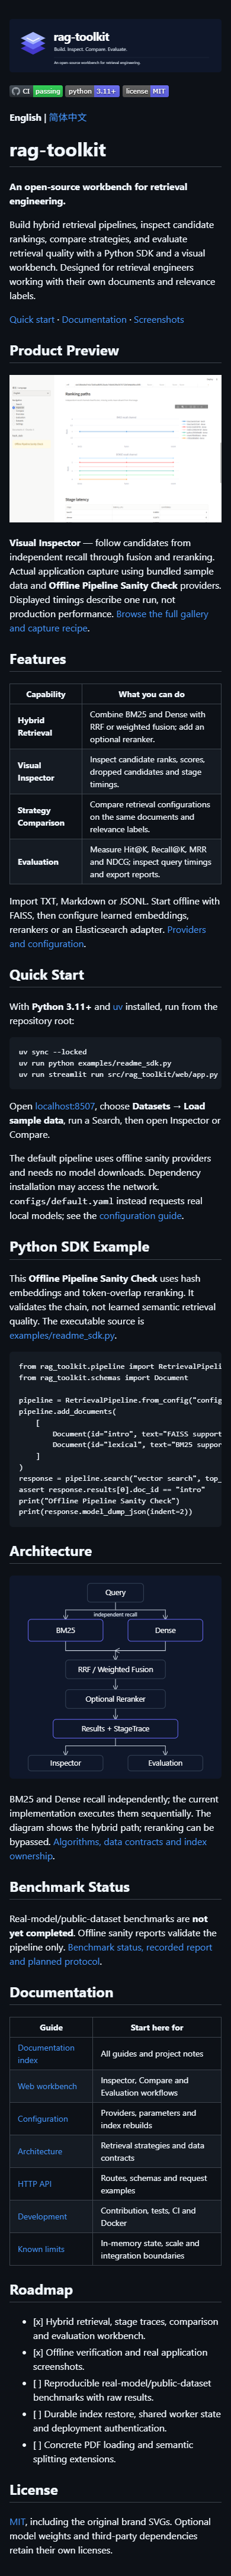 rag-toolkit
Build. Inspect. Compare. Evaluate.
An open-source workbench for retrieval engineering.
CI passing python 3.11+ license MIT
English | 简体中文
rag-toolkit
An open-source workbench for retrieval
engineering.
Build hybrid retrieval pipelines, inspect candidate
rankings, compare strategies, and evaluate
retrieval quality with a Python SDK and a visual
workbench. Designed for retrieval engineers
working with their own documents and relevance
labels.
Quick start · Documentation · Screenshots
Product Preview
Ranking paths
Stage latency
Visual Inspector — follow candidates from
independent recall through fusion and reranking.
Actual application capture using bundled sample
data and Offline Pipeline Sanity Check providers.
Displayed timings describe one run, not
production performance. Browse the full gallery
and capture recipe.
Features
Capability What you can do
Hybrid
Retrieval
Combine BM25 and Dense with
RRF or weighted fusion; add an
optional reranker.
Visual
Inspector
Inspect candidate ranks, scores,
dropped candidates and stage
timings.
Strategy
Comparison
Compare retrieval configurations
on the same documents and
relevance labels.
Evaluation
Measure Hit@K, Recall@K, MRR
and NDCG; inspect query timings
and export reports.
Import TXT, Markdown or JSONL. Start offline with
FAISS, then configure learned embeddings,
rerankers or an Elasticsearch adapter. Providers
and configuration.
Quick Start
With Python 3.11+ and uv installed, run from the
repository root:
uv sync --locked
uv run python examples/readme_sdk.py
uv run streamlit run src/rag_toolkit/web/app.py
Open localhost:8507, choose Datasets → Load
sample data, run a Search, then open Inspector or
Compare.
The default pipeline uses offline sanity providers
and needs no model downloads. Dependency
installation may access the network.
configs/default.yaml instead requests real
local models; see the configuration guide.
Python SDK Example
This Offline Pipeline Sanity Check uses hash
embeddings and token-overlap reranking. It
validates the chain, not learned semantic retrieval
quality. The executable source is
examples/readme_sdk.py.
from rag_toolkit.pipeline import RetrievalPipeli
from rag_toolkit.schemas import Document
pipeline = RetrievalPipeline.from_config("config
pipeline.add_documents(
[
Document(id="intro", text="FAISS support
Document(id="lexical", text="BM25 suppor
]
)
response = pipeline.search("vector search", top_
assert response.results[0].doc_id == "intro"
print("Offline Pipeline Sanity Check")
print(response.model_dump_json(indent=2))
Architecture
Query
independent recall
BM25 Dense
RRF / Weighted Fusion
Optional Reranker
Results + StageTrace
Inspector Evaluation
BM25 and Dense recall independently; the current
implementation executes them sequentially. The
diagram shows the hybrid path; reranking can be
bypassed. Algorithms, data contracts and index
ownership.
Benchmark Status
Real-model/public-dataset benchmarks are not
yet completed. Offline sanity reports validate the
pipeline only. Benchmark status, recorded report
and planned protocol.
Documentation
Guide Start here for
Documentation
index
All guides and project notes
Web workbench
Inspector, Compare and
Evaluation workflows
Configuration
Providers, parameters and
index rebuilds
Architecture
Retrieval strategies and data
contracts
HTTP API
Routes, schemas and request
examples
Development
Contribution, tests, CI and
Docker
Known limits
In-memory state, scale and
integration boundaries
Roadmap
[x] Hybrid retrieval, stage traces, comparison
and evaluation workbench.
[x] Offline verification and real application
screenshots.
[ ] Reproducible real-model/public-dataset
benchmarks with raw results.
[ ] Durable index restore, shared worker state
and deployment authentication.
[ ] Concrete PDF loading and semantic
splitting extensions.
License
MIT, including the original brand SVGs. Optional
model weights and third-party dependencies
retain their own licenses.